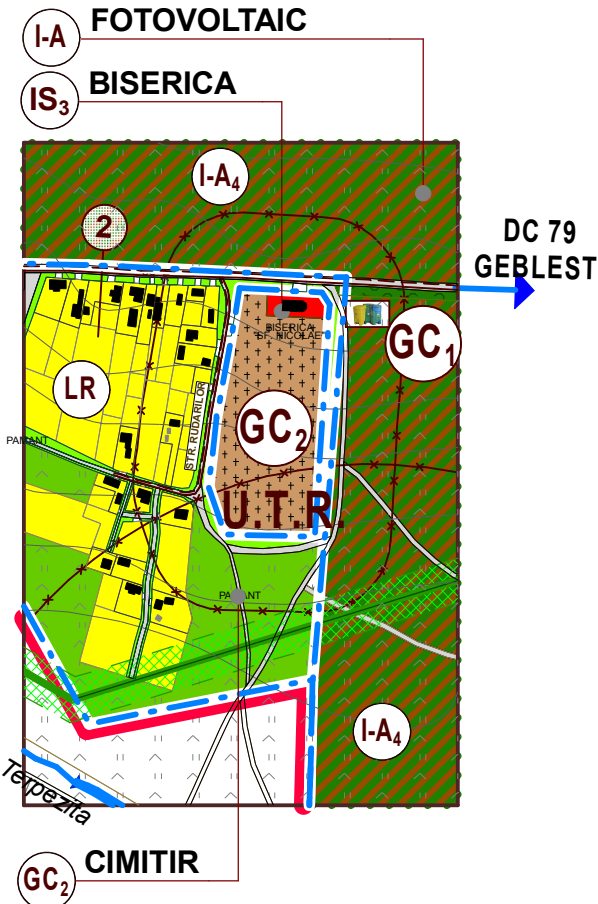 I-A FOTOVOLTAIC
IS3 BISERICA
I-A4
2
DC 79
GEBLEST
BISERICA
SF. NICOLAE
GC1
LR
STR. RUDARILOR
GC2
PAMANT
U.T.R.
PAMANT
I-A4
Terpezita
GC2 CIMITIR